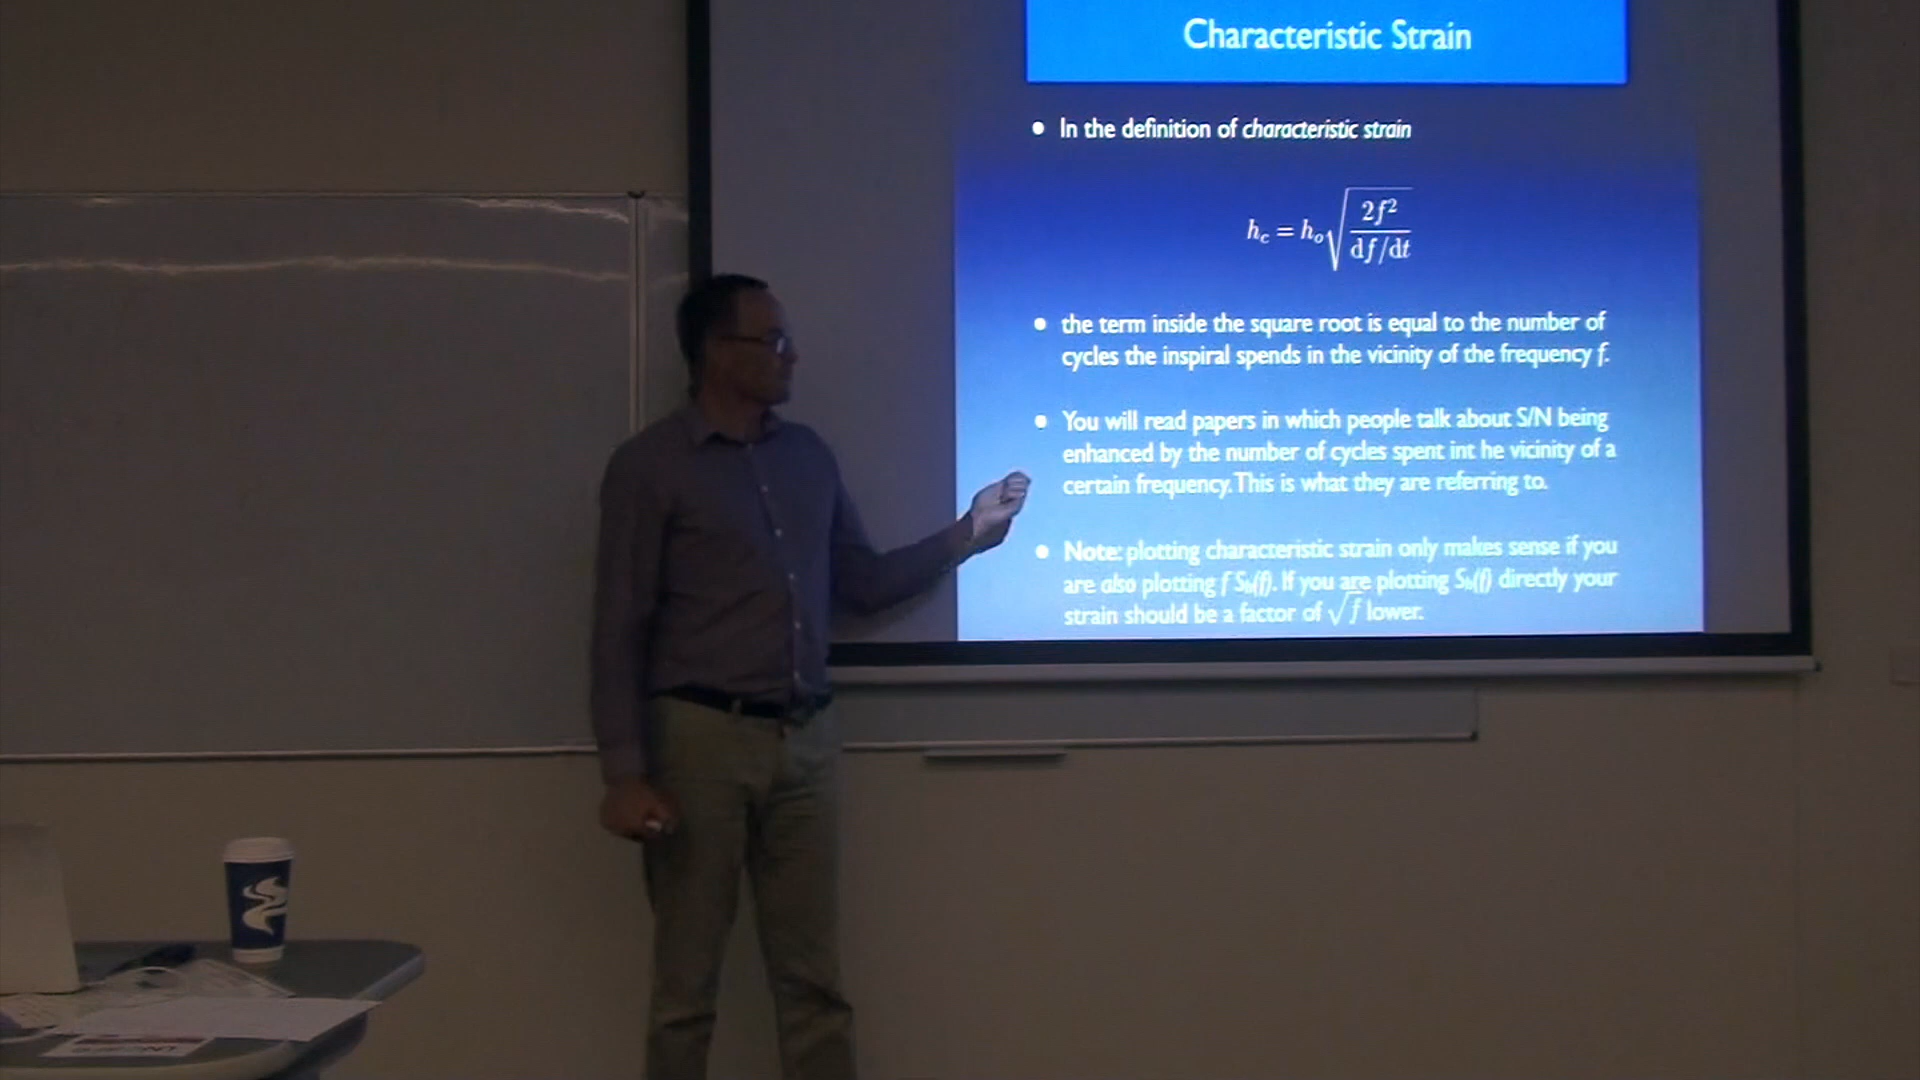 Characteristic Strain
• In the definition of characteristic strain
h_c = h_o √(2f² / (df/dt))
• the term inside the square root is equal to the number of
cycles the inspiral spends in the vicinity of the frequency f.
• You will read papers in which people talk about S/N being
enhanced by the number of cycles spent int he vicinity of a
certain frequency. This is what they are referring to.
• Note: plotting characteristic strain only makes sense if you
are also plotting f Sₕ(f). If you are plotting Sₕ(f) directly your
strain should be a factor of √f lower.